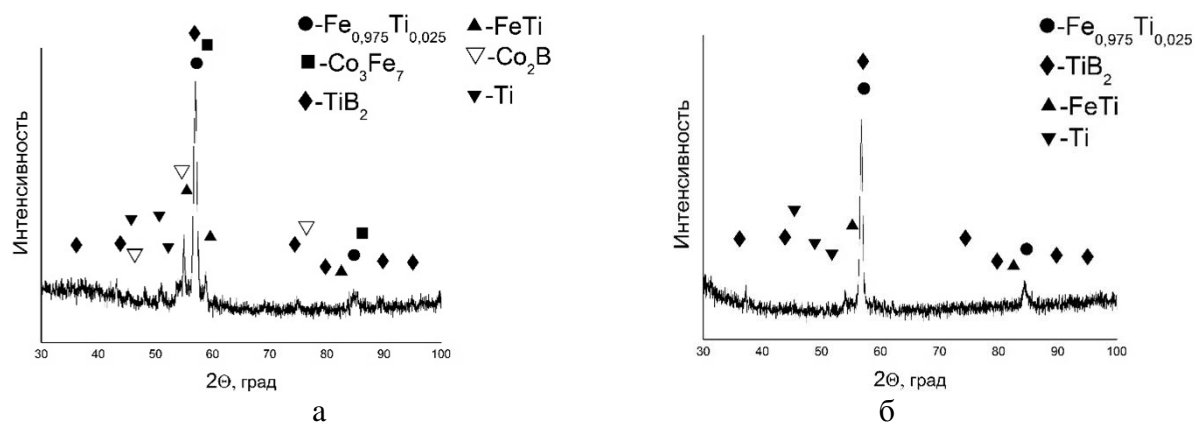 ●-Fe0,975Ti0,025
▲-FeTi
■-Co3Fe7
▽-Co2B
◆-TiB2
▼-Ti
Интенсивность
30 40 50 60 70 80 90 100
2Θ, град
а
●-Fe0,975Ti0,025
◆-TiB2
▲-FeTi
▼-Ti
Интенсивность
30 40 50 60 70 80 90 100
2Θ, град
б